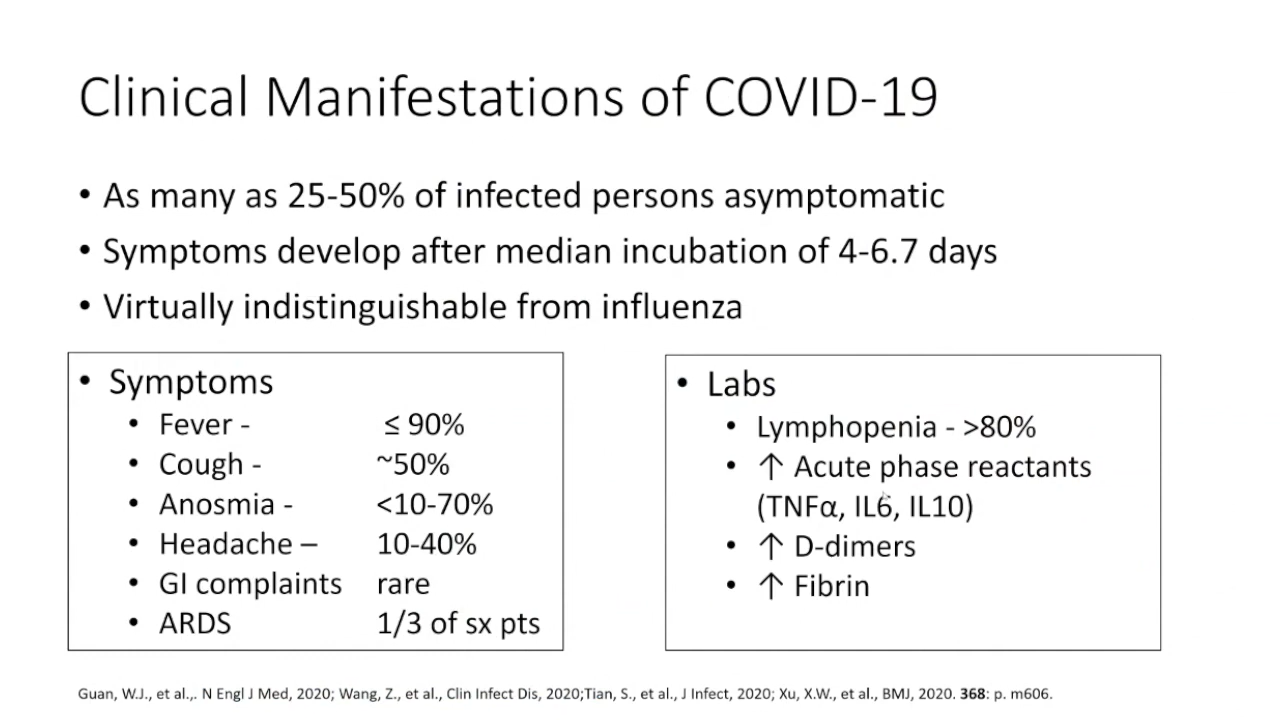 Clinical Manifestations of COVID-19
• As many as 25-50% of infected persons asymptomatic
• Symptoms develop after median incubation of 4-6.7 days
• Virtually indistinguishable from influenza
• Symptoms
• Fever - ≤ 90%
• Cough - ~50%
• Anosmia - <10-70%
• Headache – 10-40%
• GI complaints rare
• ARDS 1/3 of sx pts
• Labs
• Lymphopenia - >80%
• ↑ Acute phase reactants
(TNFα, IL6, IL10)
• ↑ D-dimers
• ↑ Fibrin
Guan, W.J., et al.,. N Engl J Med, 2020; Wang, Z., et al., Clin Infect Dis, 2020;Tian, S., et al., J Infect, 2020; Xu, X.W., et al., BMJ, 2020. 368: p. m606.